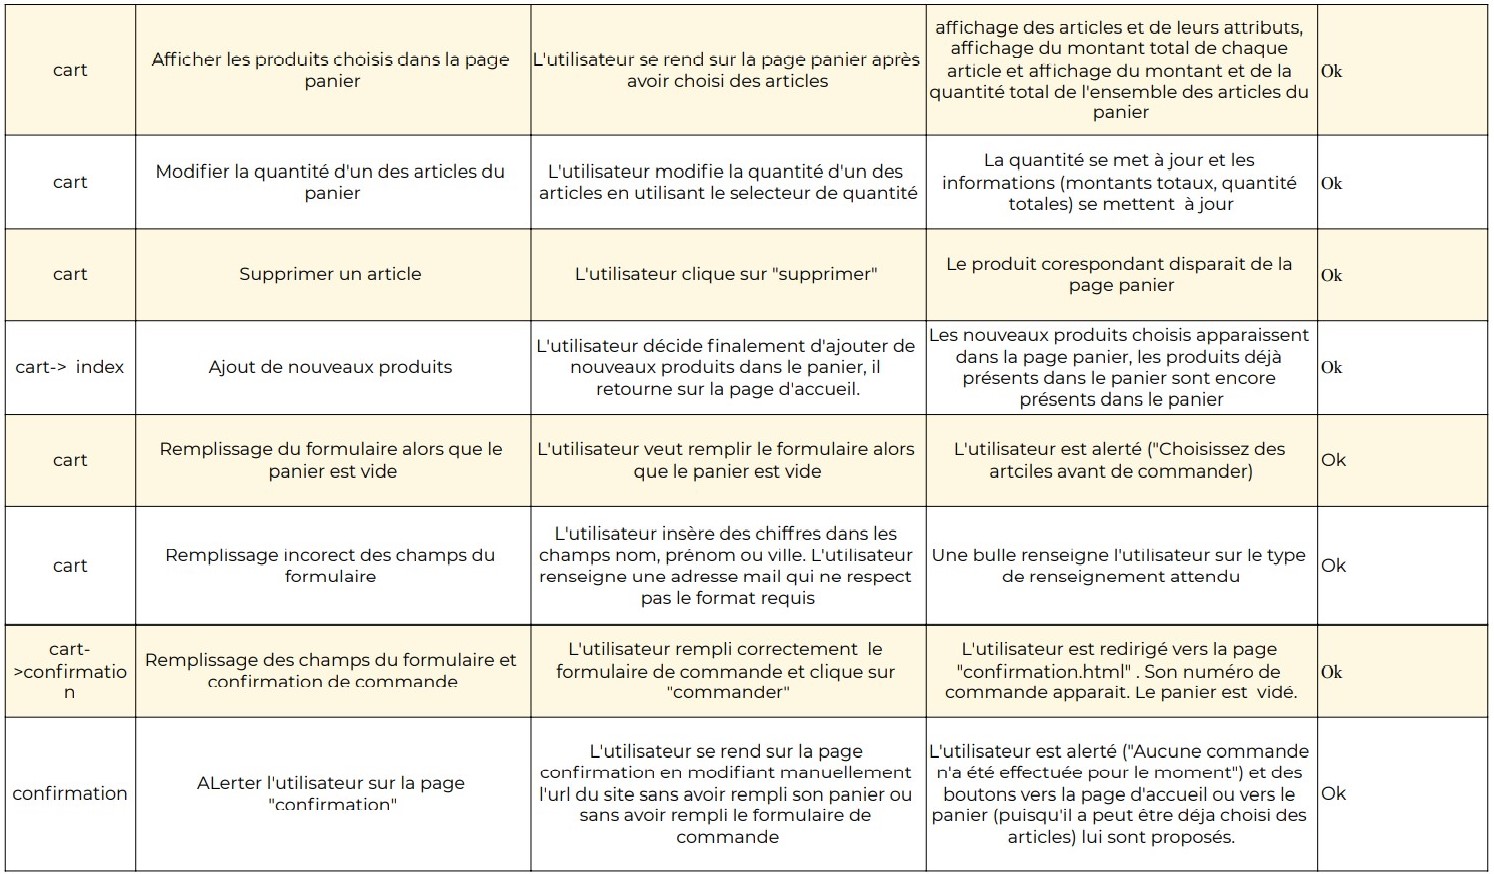 cart
Afficher les produits choisis dans la page
panier
L'utilisateur se rend sur la page panier après
avoir choisi des articles
affichage des articles et de leurs attributs,
affichage du montant total de chaque
article et affichage du montant et de la
quantité total de l'ensemble des articles du
panier
Ok
cart
Modifier la quantité d'un des articles du
panier
L'utilisateur modifie la quantité d'un des
articles en utilisant le selecteur de quantité
La quantité se met à jour et les
informations (montants totaux, quantité
totales) se mettent à jour
Ok
cart
Supprimer un article
L'utilisateur clique sur "supprimer"
Le produit corespondant disparait de la
page panier
Ok
cart-> index
Ajout de nouveaux produits
L'utilisateur décide finalement d'ajouter de
nouveaux produits dans le panier, il
retourne sur la page d'accueil.
Les nouveaux produits choisis apparaissent
dans la page panier, les produits déjà
présents dans le panier sont encore
présents dans le panier
Ok
cart
Remplissage du formulaire alors que le
panier est vide
L'utilisateur veut remplir le formulaire alors
que le panier est vide
L'utilisateur est alerté ("Choisissez des
artciles avant de commander)
Ok
cart
Remplissage incorect des champs du
formulaire
L'utilisateur insère des chiffres dans les
champs nom, prénom ou ville. L'utilisateur
renseigne une adresse mail qui ne respect
pas le format requis
Une bulle renseigne l'utilisateur sur le type
de renseignement attendu
Ok
cart-
>confirmatio
n
Remplissage des champs du formulaire et
confirmation de commande
L'utilisateur rempli correctement le
formulaire de commande et clique sur
"commander"
L'utilisateur est redirigé vers la page
"confirmation.html" . Son numéro de
commande apparait. Le panier est vidé.
Ok
confirmation
ALerter l'utilisateur sur la page
"confirmation"
L'utilisateur se rend sur la page
confirmation en modifiant manuellement
l'url du site sans avoir rempli son panier ou
sans avoir rempli le formulaire de
commande
L'utilisateur est alerté ("Aucune commande
n'a été effectuée pour le moment") et des
boutons vers la page d'accueil ou vers le
panier (puisqu'il a peut être déja choisi des
articles) lui sont proposés.
Ok